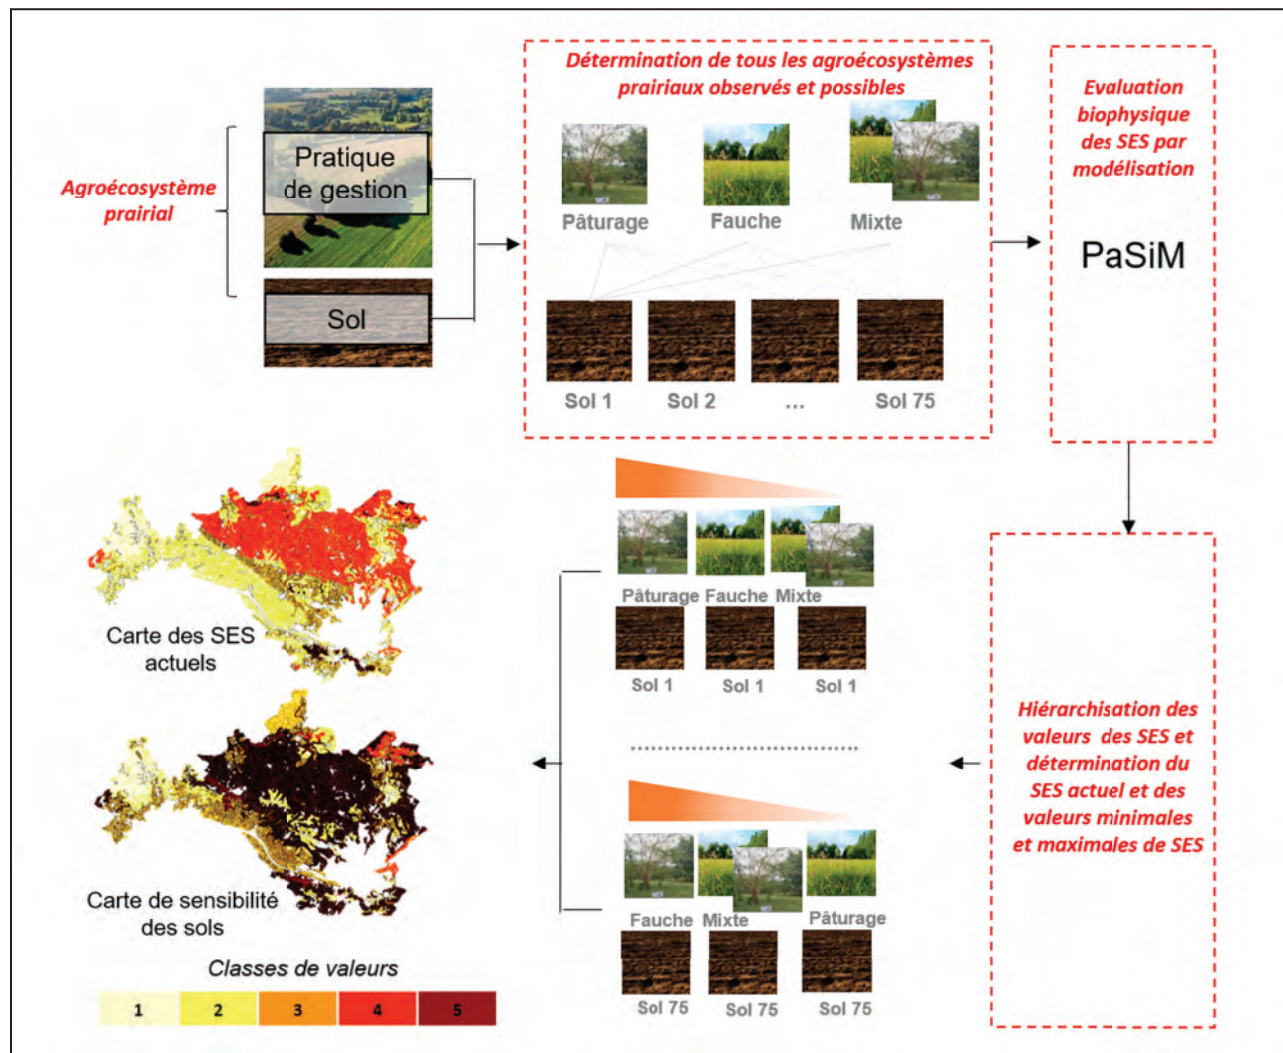 Agroécosystème
prairial
Pratique
de gestion
Sol
Détermination de tous les agroécosystèmes
prairiaux observés et possibles
Pâturage Fauche Mixte
Sol 1 Sol 2 ... Sol 75
Evaluation
biophysique
des SES par
modélisation
PaSiM
Hiérarchisation des
valeurs des SES et
détermination du
SES actuel et des
valeurs minimales
et maximales de SES
Pâturage Fauche Mixte
Sol 1 Sol 1 Sol 1
Fauche Mixte Pâturage
Sol 75 Sol 75 Sol 75
Carte des SES
actuels
Carte de sensibilité
des sols
Classes de valeurs
1 2 3 4 5